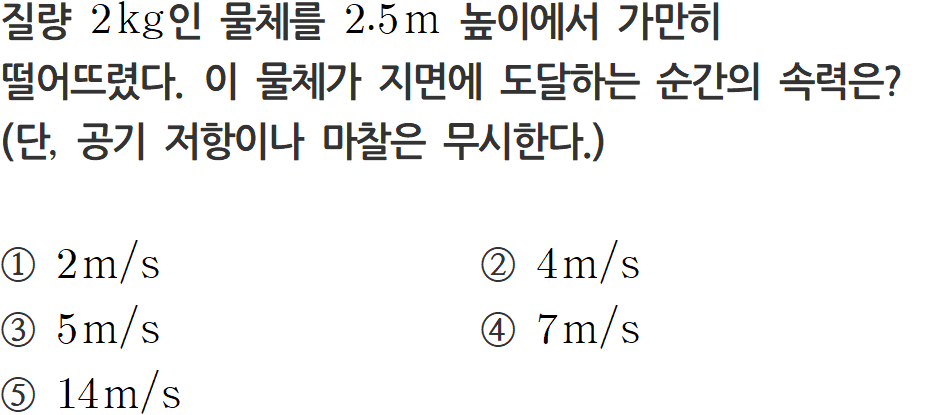 질량 2kg인 물체를 2.5m 높이에서 가만히
떨어뜨렸다. 이 물체가 지면에 도달하는 순간의 속력은?
(단, 공기 저항이나 마찰은 무시한다.)
① 2m/s ② 4m/s
③ 5m/s ④ 7m/s
⑤ 14m/s